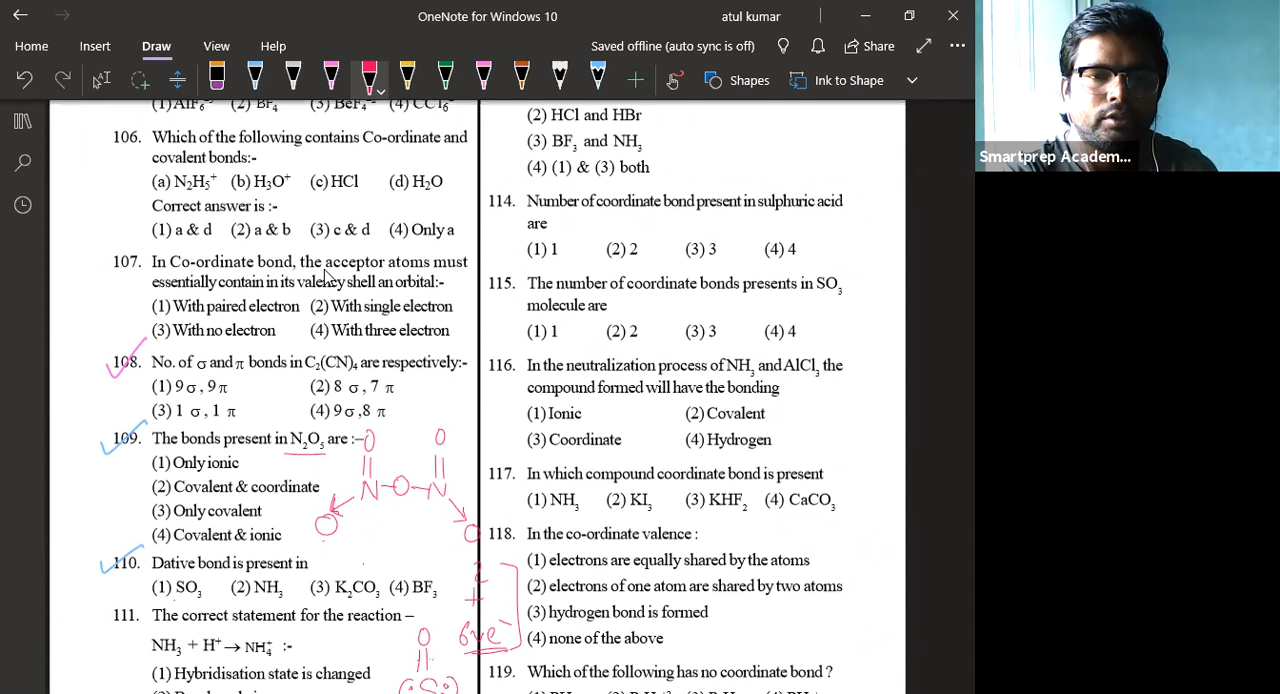 OneNote for Windows 10
atul kumar
Home Insert Draw View Help
Saved offline (auto sync is off)
Share
Shapes
Ink to Shape
Smartprep Academ...
(2) BF₄ (3) BeF₄
106. Which of the following contains Co-ordinate and
covalent bonds:-
(a) N₂H₅⁺ (b) H₃O⁺ (c) HCl (d) H₂O
Correct answer is :-
(1) a & d (2) a & b (3) c & d (4) Only a
107. In Co-ordinate bond, the acceptor atoms must
essentially contain in its valency shell an orbital:-
(1) With paired electron (2) With single electron
(3) With no electron (4) With three electron
108. No. of σ and π bonds in C₂(CN)₄ are respectively:-
(1) 9 σ , 9 π (2) 8 σ , 7 π
(3) 1 σ , 1 π (4) 9 σ , 8 π
109. The bonds present in N₂O₅ are :–
(1) Only ionic
(2) Covalent & coordinate
(3) Only covalent
(4) Covalent & ionic
O O
N – O – N
O O
110. Dative bond is present in
(1) SO₃ (2) NH₃ (3) K₂CO₃ (4) BF₃
2
+
6ve⁻
111. The correct statement for the reaction –
NH₃ + H⁺ → NH₄⁺ :-
(1) Hybridisation state is changed
O
S
(2) HCl and HBr
(3) BF₃ and NH₃
(4) (1) & (3) both
114. Number of coordinate bond present in sulphuric acid
are
(1) 1 (2) 2 (3) 3 (4) 4
115. The number of coordinate bonds presents in SO₃
molecule are
(1) 1 (2) 2 (3) 3 (4) 4
116. In the neutralization process of NH₃ and AlCl₃ the
compound formed will have the bonding
(1) Ionic (2) Covalent
(3) Coordinate (4) Hydrogen
117. In which compound coordinate bond is present
(1) NH₃ (2) KI₃ (3) KHF₂ (4) CaCO₃
118. In the co-ordinate valence :
(1) electrons are equally shared by the atoms
(2) electrons of one atom are shared by two atoms
(3) hydrogen bond is formed
(4) none of the above
119. Which of the following has no coordinate bond ?